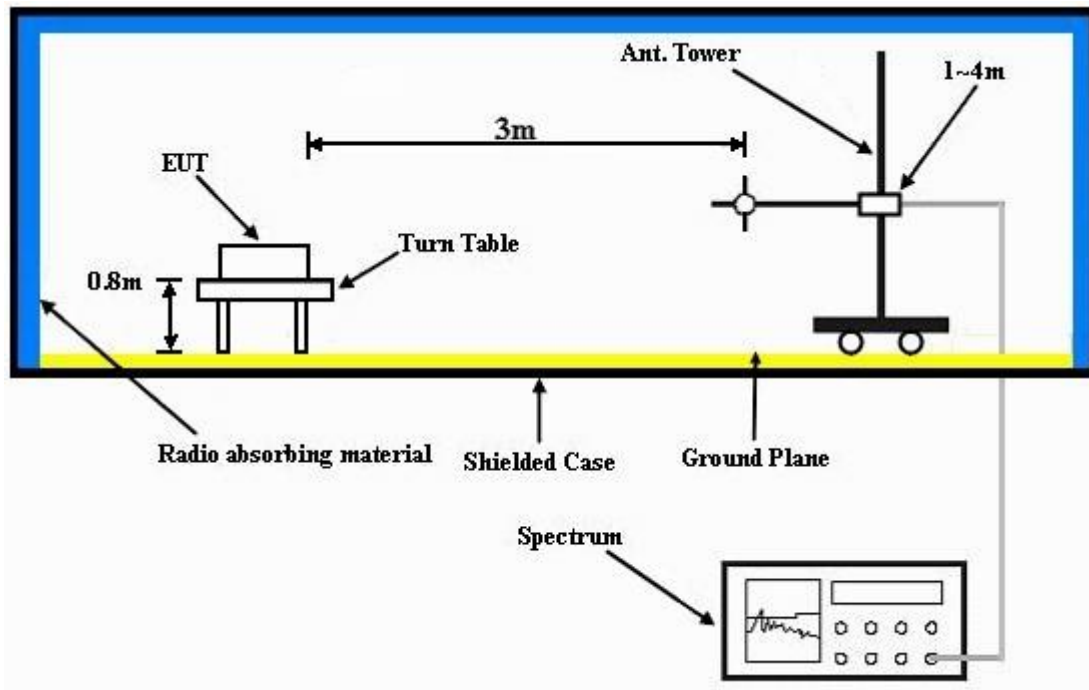 Ant. Tower
1~4m
3m
EUT
Turn Table
0.8m
Radio absorbing material
Shielded Case
Ground Plane
Spectrum